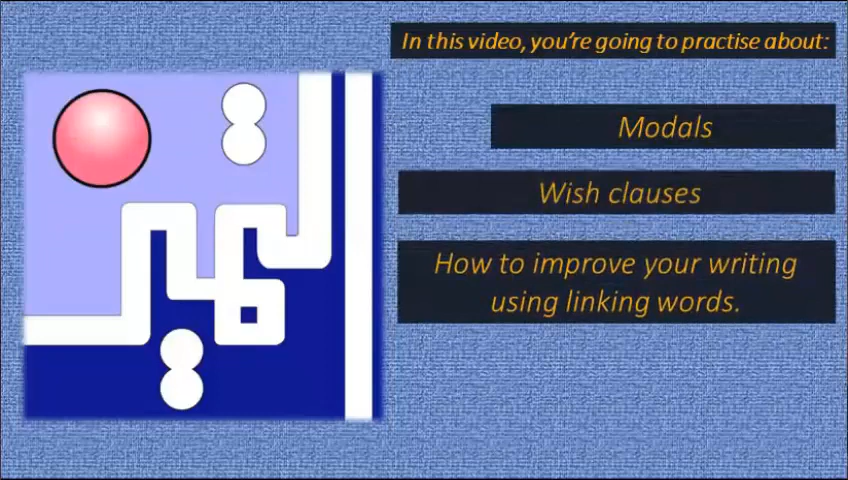 In this video, you're going to practise about:
التميز
Modals
Wish clauses
How to improve your writing
using linking words.